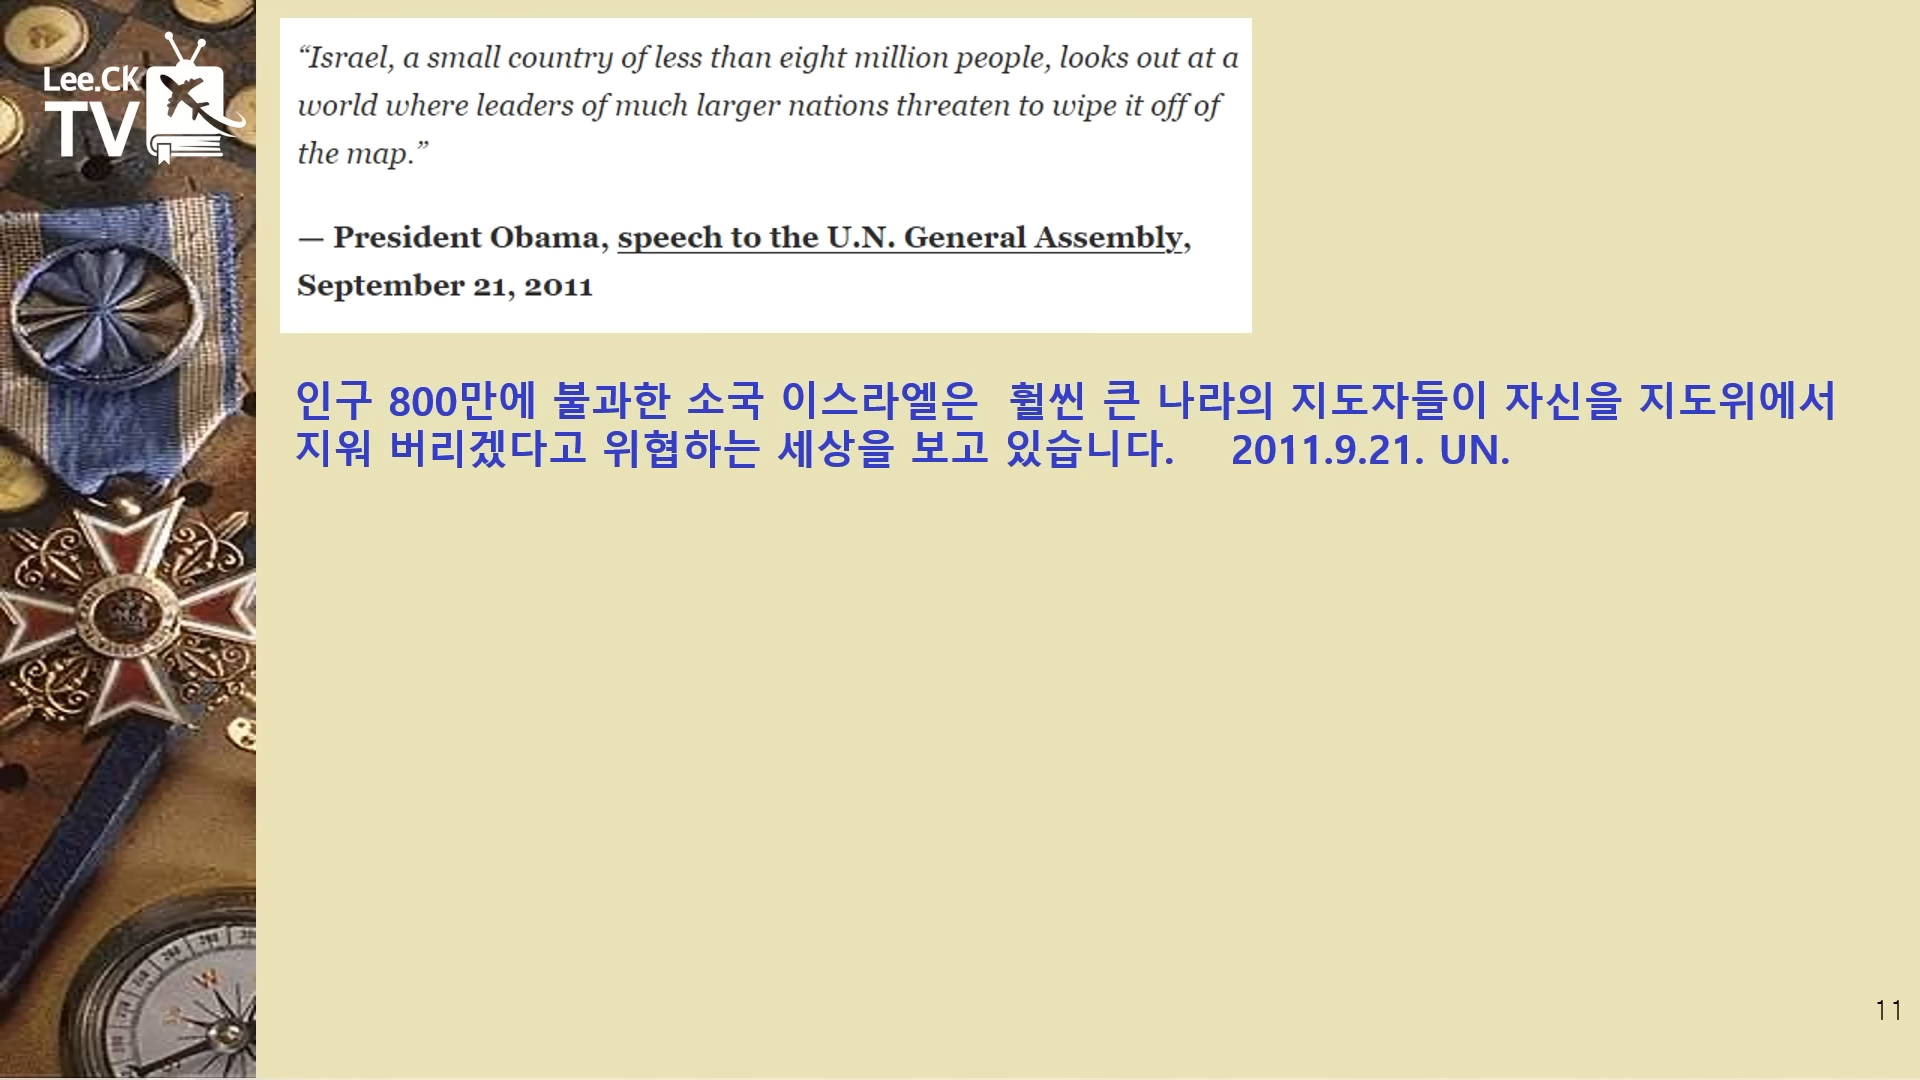 Lee.CK
TV
“Israel, a small country of less than eight million people, looks out at a
world where leaders of much larger nations threaten to wipe it off of
the map.”
— President Obama, speech to the U.N. General Assembly,
September 21, 2011
인구 800만에 불과한 소국 이스라엘은 훨씬 큰 나라의 지도자들이 자신을 지도위에서
지워 버리겠다고 위협하는 세상을 보고 있습니다. 2011.9.21. UN.
11